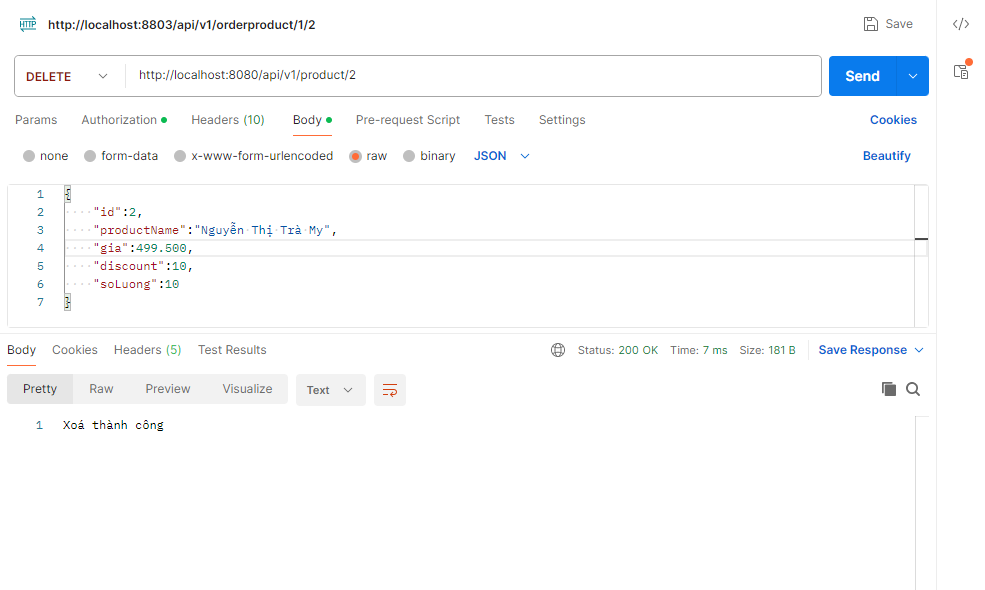 HTTP http://localhost:8803/api/v1/orderproduct/1/2 Save </>
DELETE http://localhost:8080/api/v1/product/2 Send
Params Authorization Headers (10) Body Pre-request Script Tests Settings Cookies
none form-data x-www-form-urlencoded raw binary JSON Beautify
1 {
2 "id":2,
3 "productName":"Nguyễn Thị Trà My",
4 "gia":499.500,
5 "discount":10,
6 "soLuong":10
7 }
Body Cookies Headers (5) Test Results Status: 200 OK Time: 7 ms Size: 181 B Save Response
Pretty Raw Preview Visualize Text
1 Xoá thành công